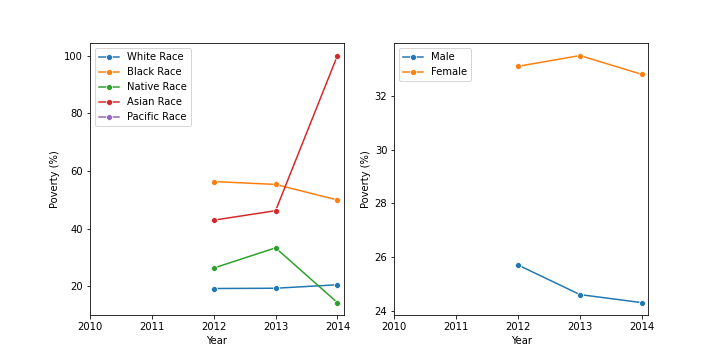 Poverty (%)
100
80
60
40
20
White Race
Black Race
Native Race
Asian Race
Pacific Race
2010 2011 2012 2013 2014
Year
Poverty (%)
32
30
28
26
24
Male
Female
2010 2011 2012 2013 2014
Year